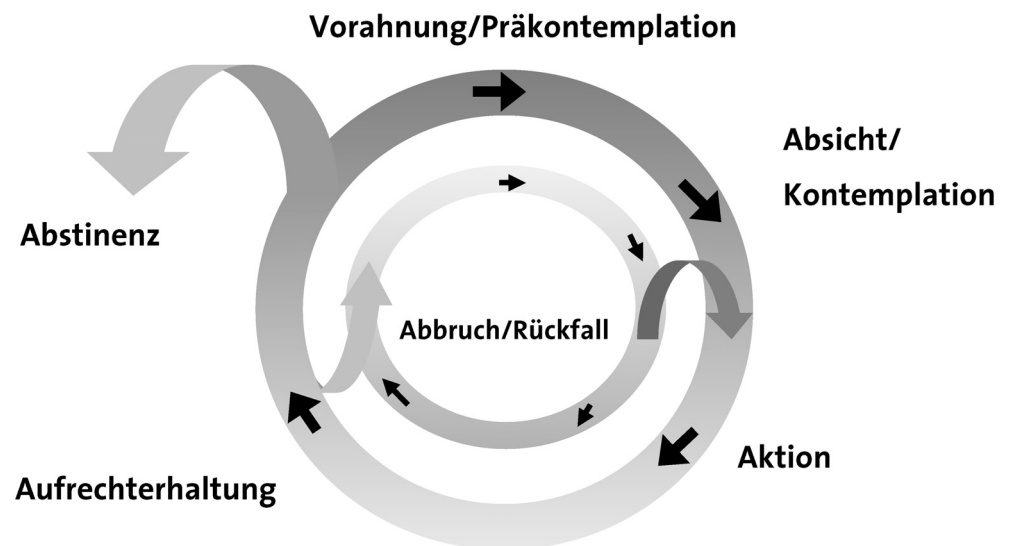 Vorahnung/Präkontemplation
Absicht/
Kontemplation
Abstinenz
Abbruch/Rückfall
Aktion
Aufrechterhaltung